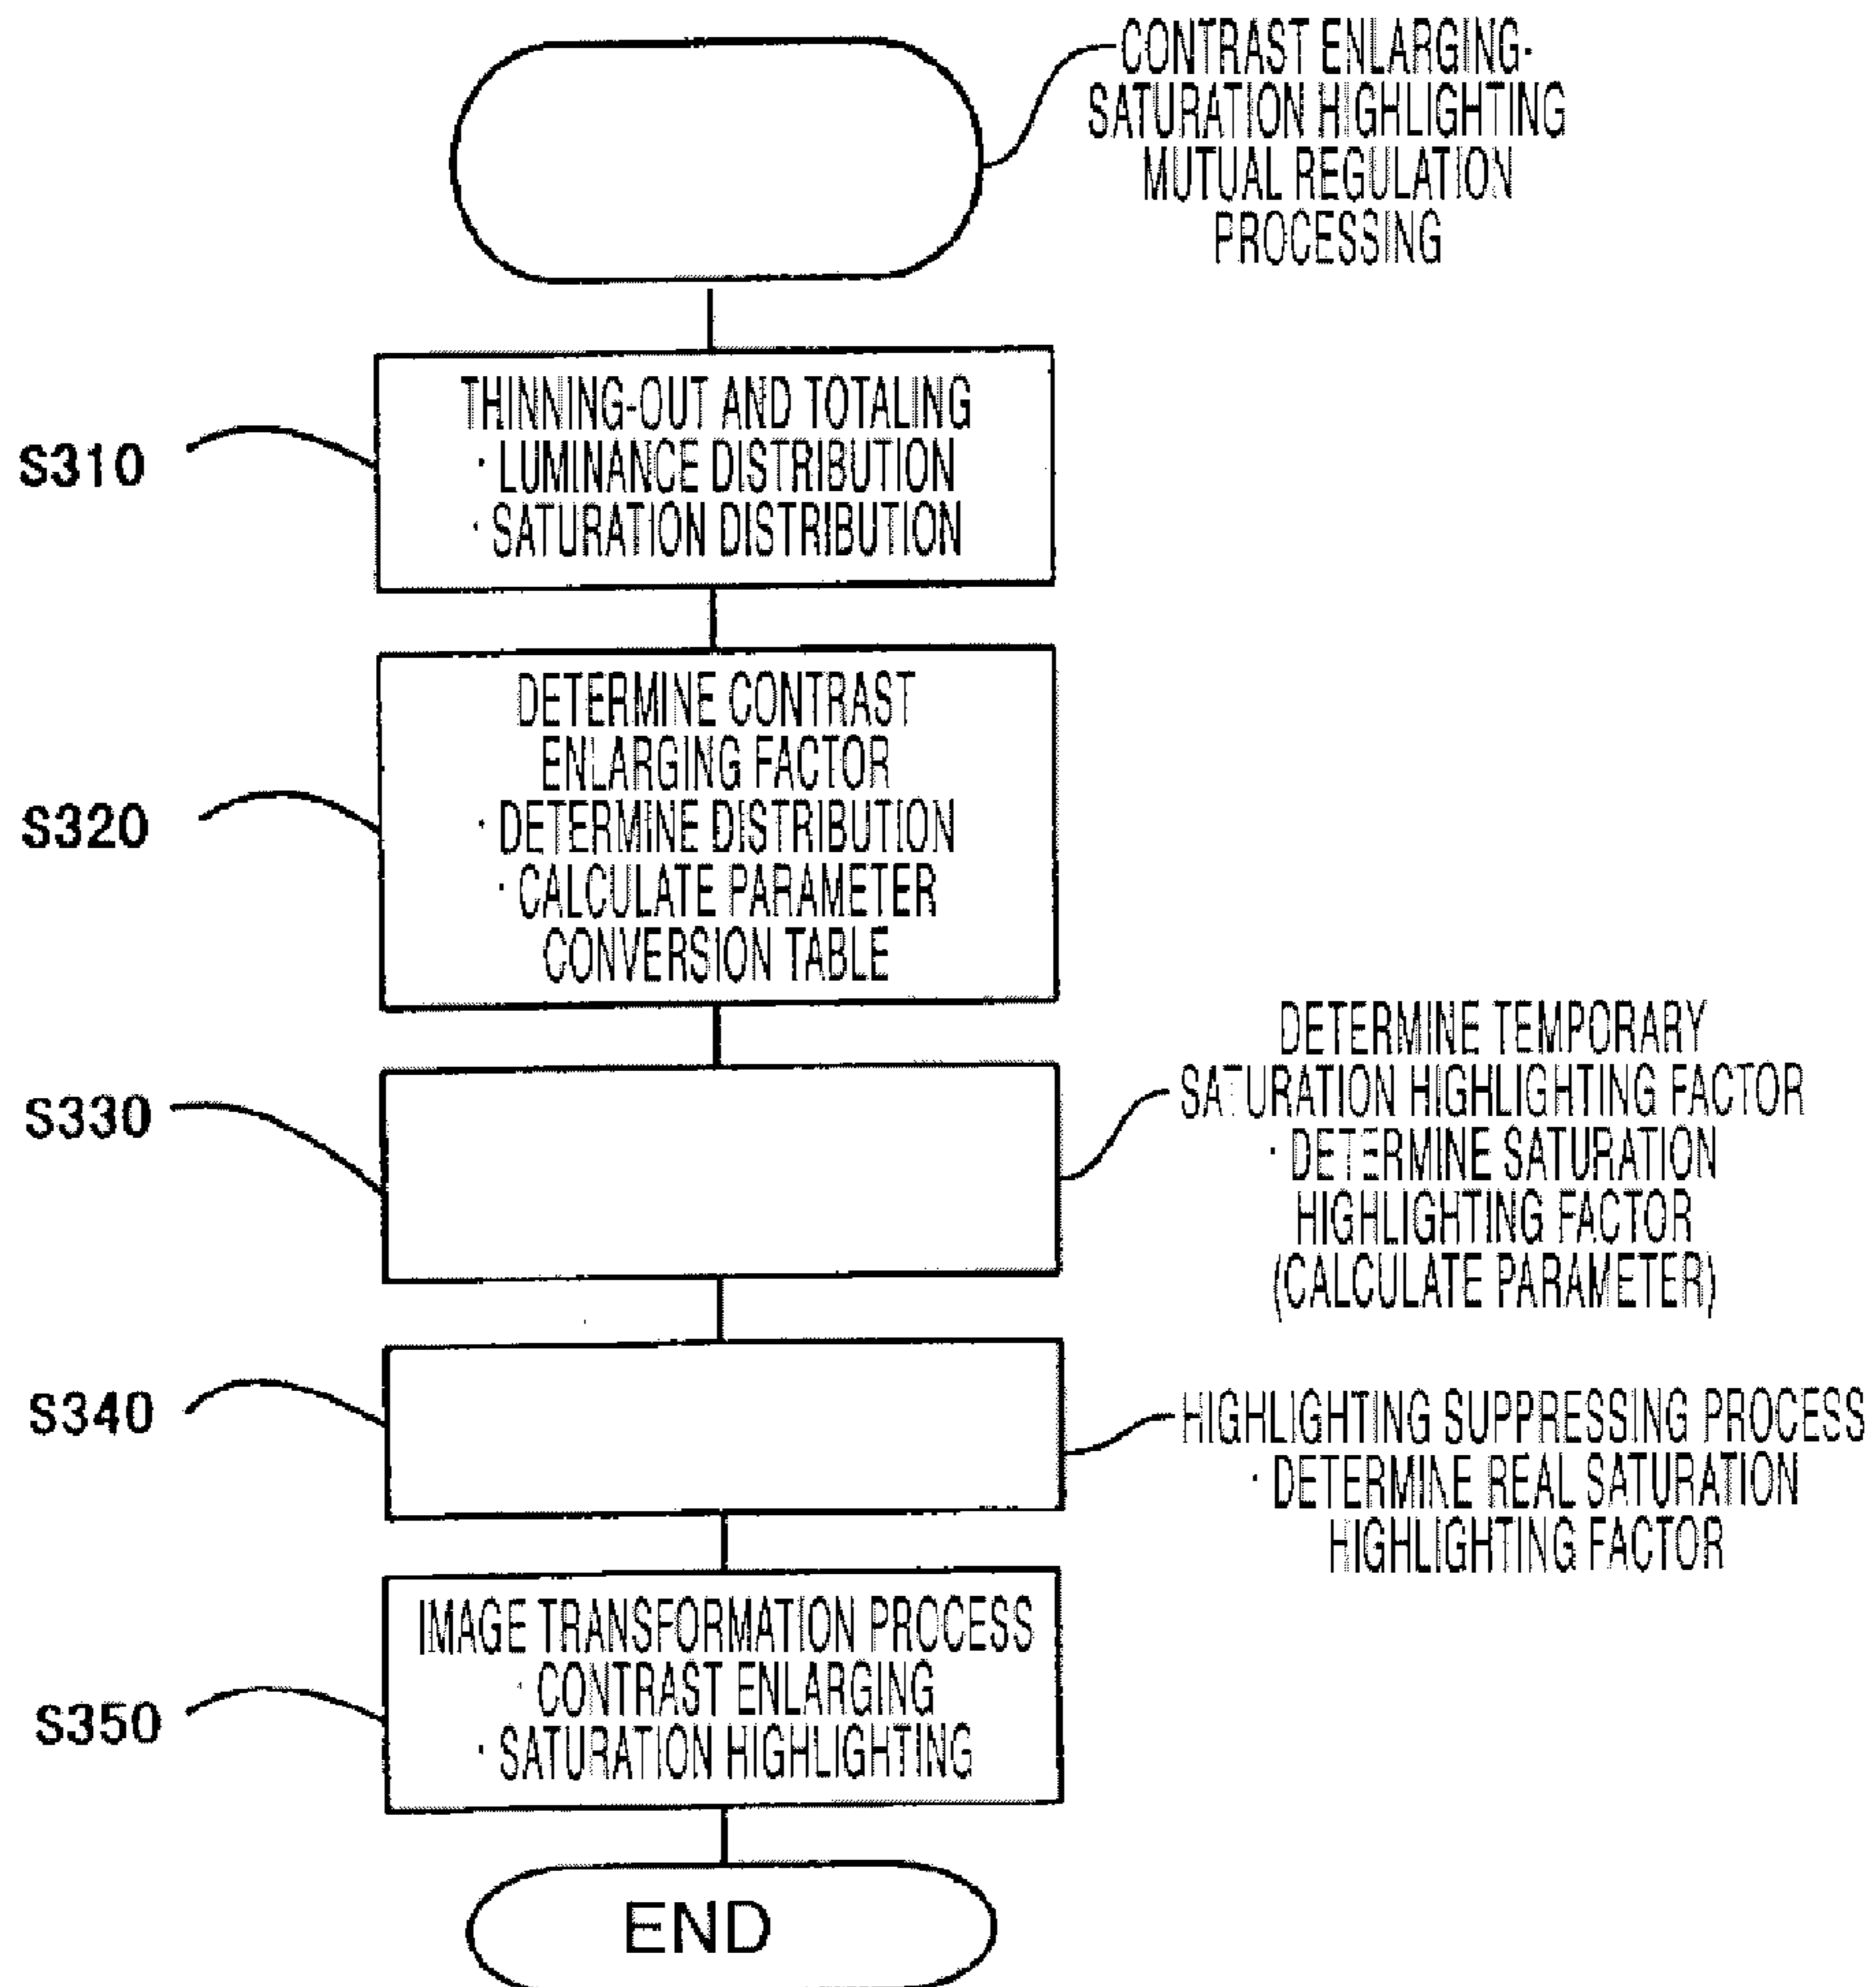 CONTRAST ENLARGING-
SATURATION HIGHLIGHTING
MUTUAL REGULATION
PROCESSING
S310
THINNING-OUT AND TOTALING
· LUMINANCE DISTRIBUTION
· SATURATION DISTRIBUTION
S320
DETERMINE CONTRAST
ENLARGING FACTOR
· DETERMINE DISTRIBUTION
· CALCULATE PARAMETER
CONVERSION TABLE
S330
DETERMINE TEMPORARY
SATURATION HIGHLIGHTING FACTOR
· DETERMINE SATURATION
HIGHLIGHTING FACTOR
(CALCULATE PARAMETER)
S340
HIGHLIGHTING SUPPRESSING PROCESS
· DETERMINE REAL SATURATION
HIGHLIGHTING FACTOR
S350
IMAGE TRANSFORMATION PROCESS
· CONTRAST ENLARGING
· SATURATION HIGHLIGHTING
END